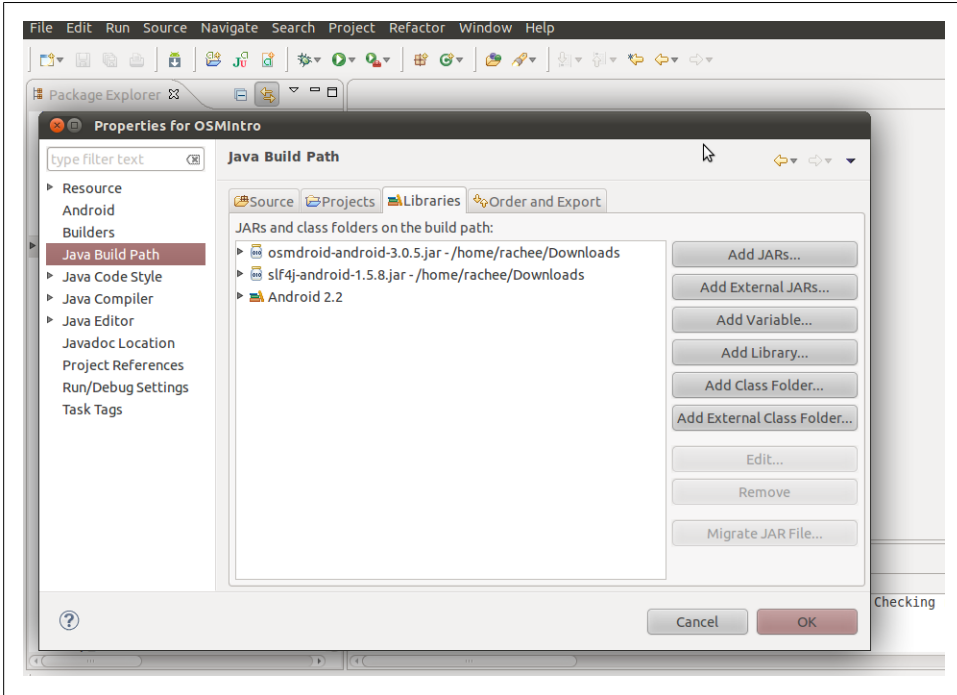 File Edit Run Source Navigate Search Project Refactor Window Help
Package Explorer
Properties for OSMIntro
type filter text
Java Build Path
Resource
Android
Builders
Java Build Path
Java Code Style
Java Compiler
Java Editor
Javadoc Location
Project References
Run/Debug Settings
Task Tags
Source Projects Libraries Order and Export
JARs and class folders on the build path:
osmdroid-android-3.0.5.jar - /home/rachee/Downloads
slf4j-android-1.5.8.jar - /home/rachee/Downloads
Android 2.2
Add JARs...
Add External JARs...
Add Variable...
Add Library...
Add Class Folder...
Add External Class Folder...
Edit...
Remove
Migrate JAR File...
Checking
Cancel OK